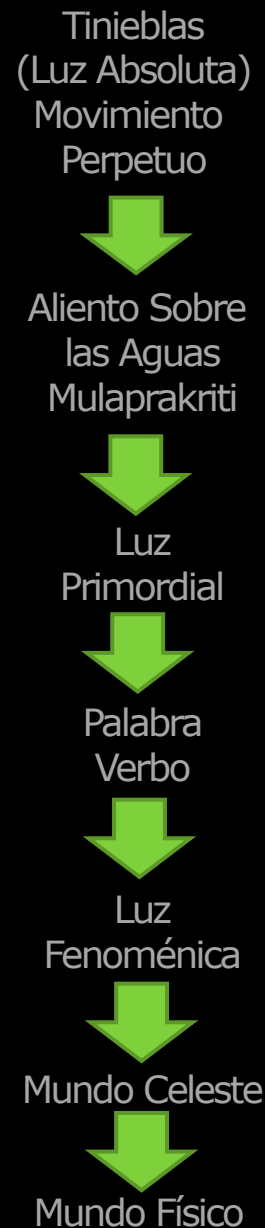 Tinieblas
(Luz Absoluta)
Movimiento
Perpetuo
Aliento Sobre
las Aguas
Mulaprakriti
Luz
Primordial
Palabra
Verbo
Luz
Fenoménica
Mundo Celeste
Mundo Físico